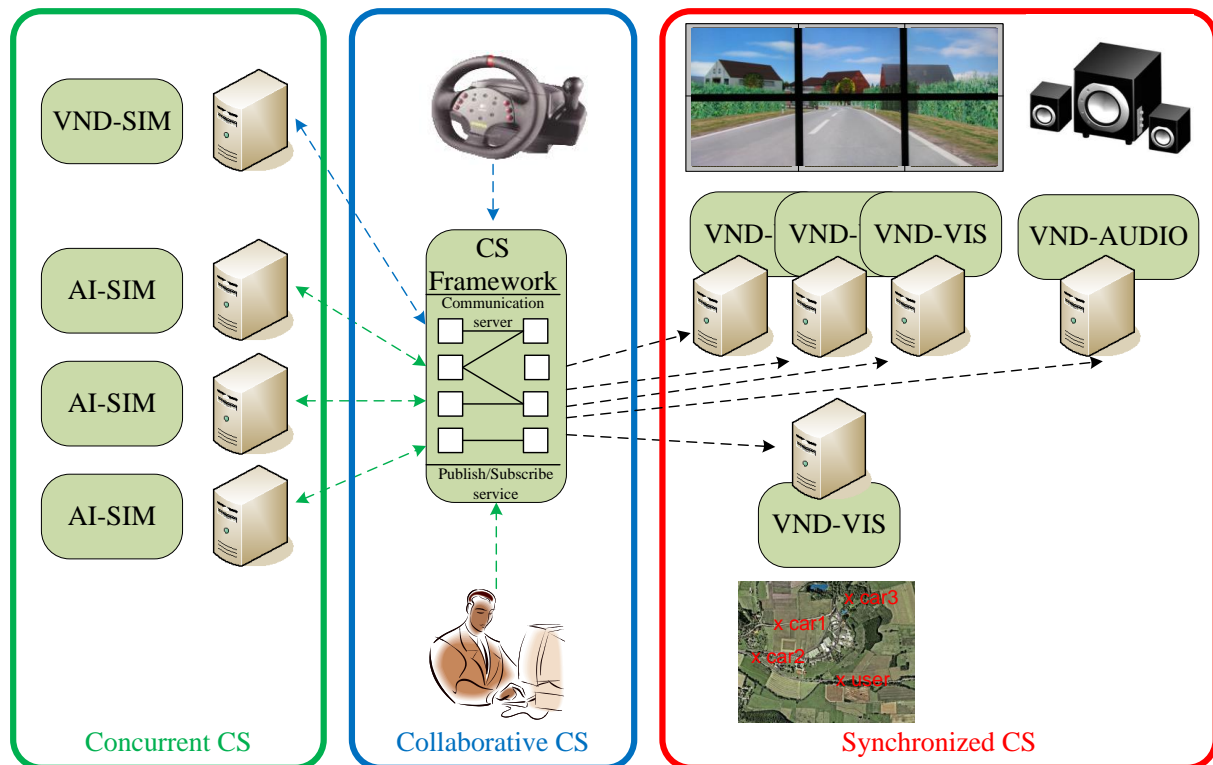 VND-SIM
AI-SIM
AI-SIM
AI-SIM
Concurrent CS
CS
Framework
Communication
server
Publish/Subscribe
service
Collaborative CS
VND-
VND-
VND-VIS
VND-AUDIO
VND-VIS
x car3
x car1
x car2
x user
Synchronized CS